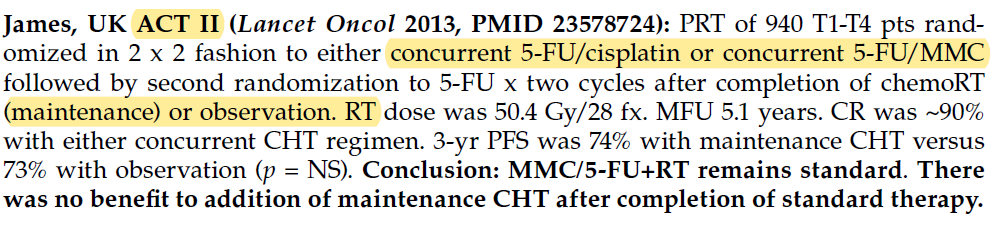 James, UK ACT II (Lancet Oncol 2013, PMID 23578724): PRT of 940 T1-T4 pts ran-
domized in 2 x 2 fashion to either concurrent 5-FU/cisplatin or concurrent 5-FU/MMC
followed by second randomization to 5-FU x two cycles after completion of chemoRT
(maintenance) or observation. RT dose was 50.4 Gy/28 fx. MFU 5.1 years. CR was ~90%
with either concurrent CHT regimen. 3-yr PFS was 74% with maintenance CHT versus
73% with observation (p = NS). Conclusion: MMC/5-FU+RT remains standard. There
was no benefit to addition of maintenance CHT after completion of standard therapy.